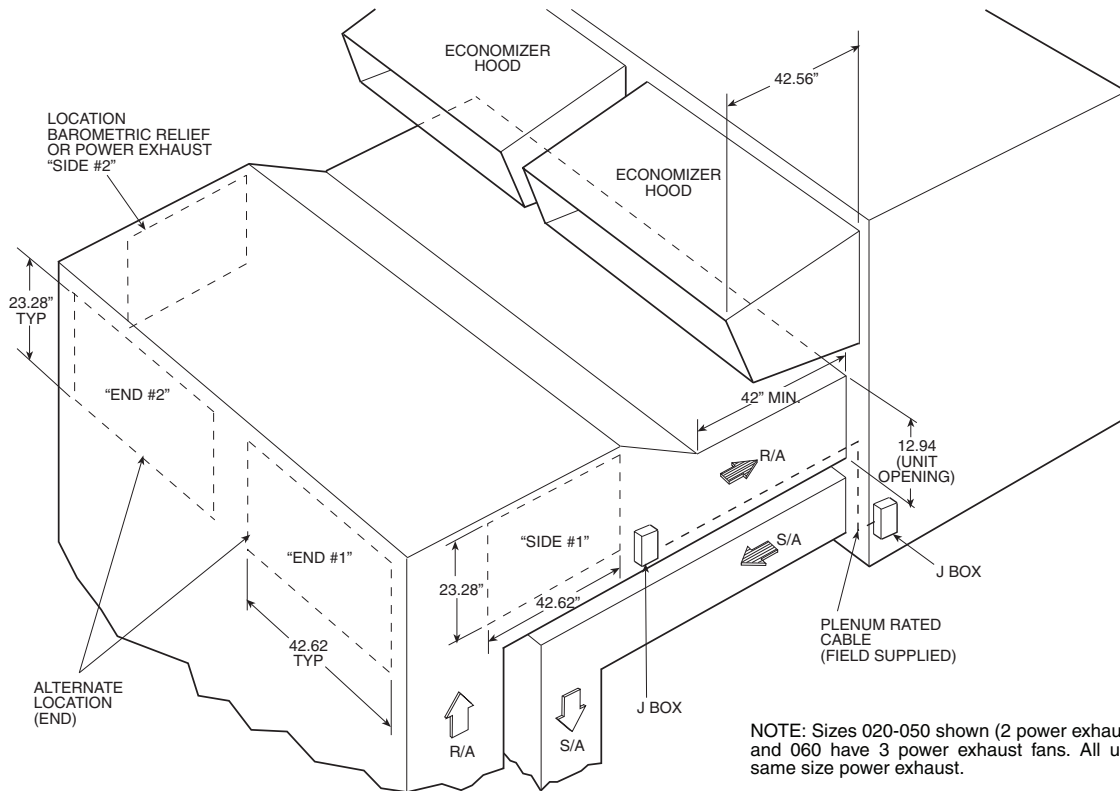 ECONOMIZER
HOOD
42.56"
LOCATION
BAROMETRIC RELIEF
OR POWER EXHAUST
"SIDE #2"
ECONOMIZER
HOOD
23.28"
TYP
"END #2"
42" MIN.
R/A
12.94
(UNIT
OPENING)
"END #1"
"SIDE #1"
S/A
23.28"
42.62"
J BOX
PLENUM RATED
CABLE
(FIELD SUPPLIED)
42.62
TYP
ALTERNATE
LOCATION
(END)
J BOX
R/A
S/A
NOTE: Sizes 020-050 shown (2 power
and 060 have 3 power exhaust fans. All
same size power exhaust.